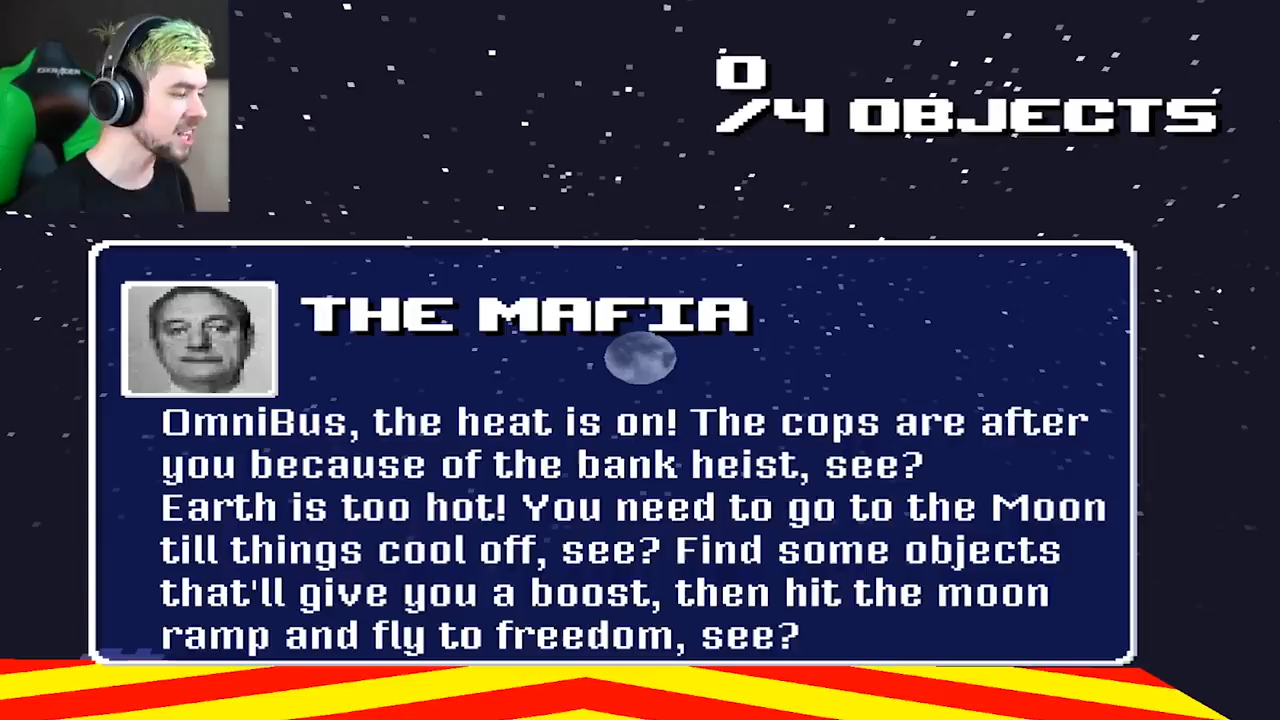 0
/4 OBJECTS
THE MAFIA
OmniBus, the heat is on! The cops are after
you because of the bank heist, see?
Earth is too hot! You need to go to the Moon
till things cool off, see? Find some objects
that'll give you a boost, then hit the moon
ramp and fly to freedom, see?